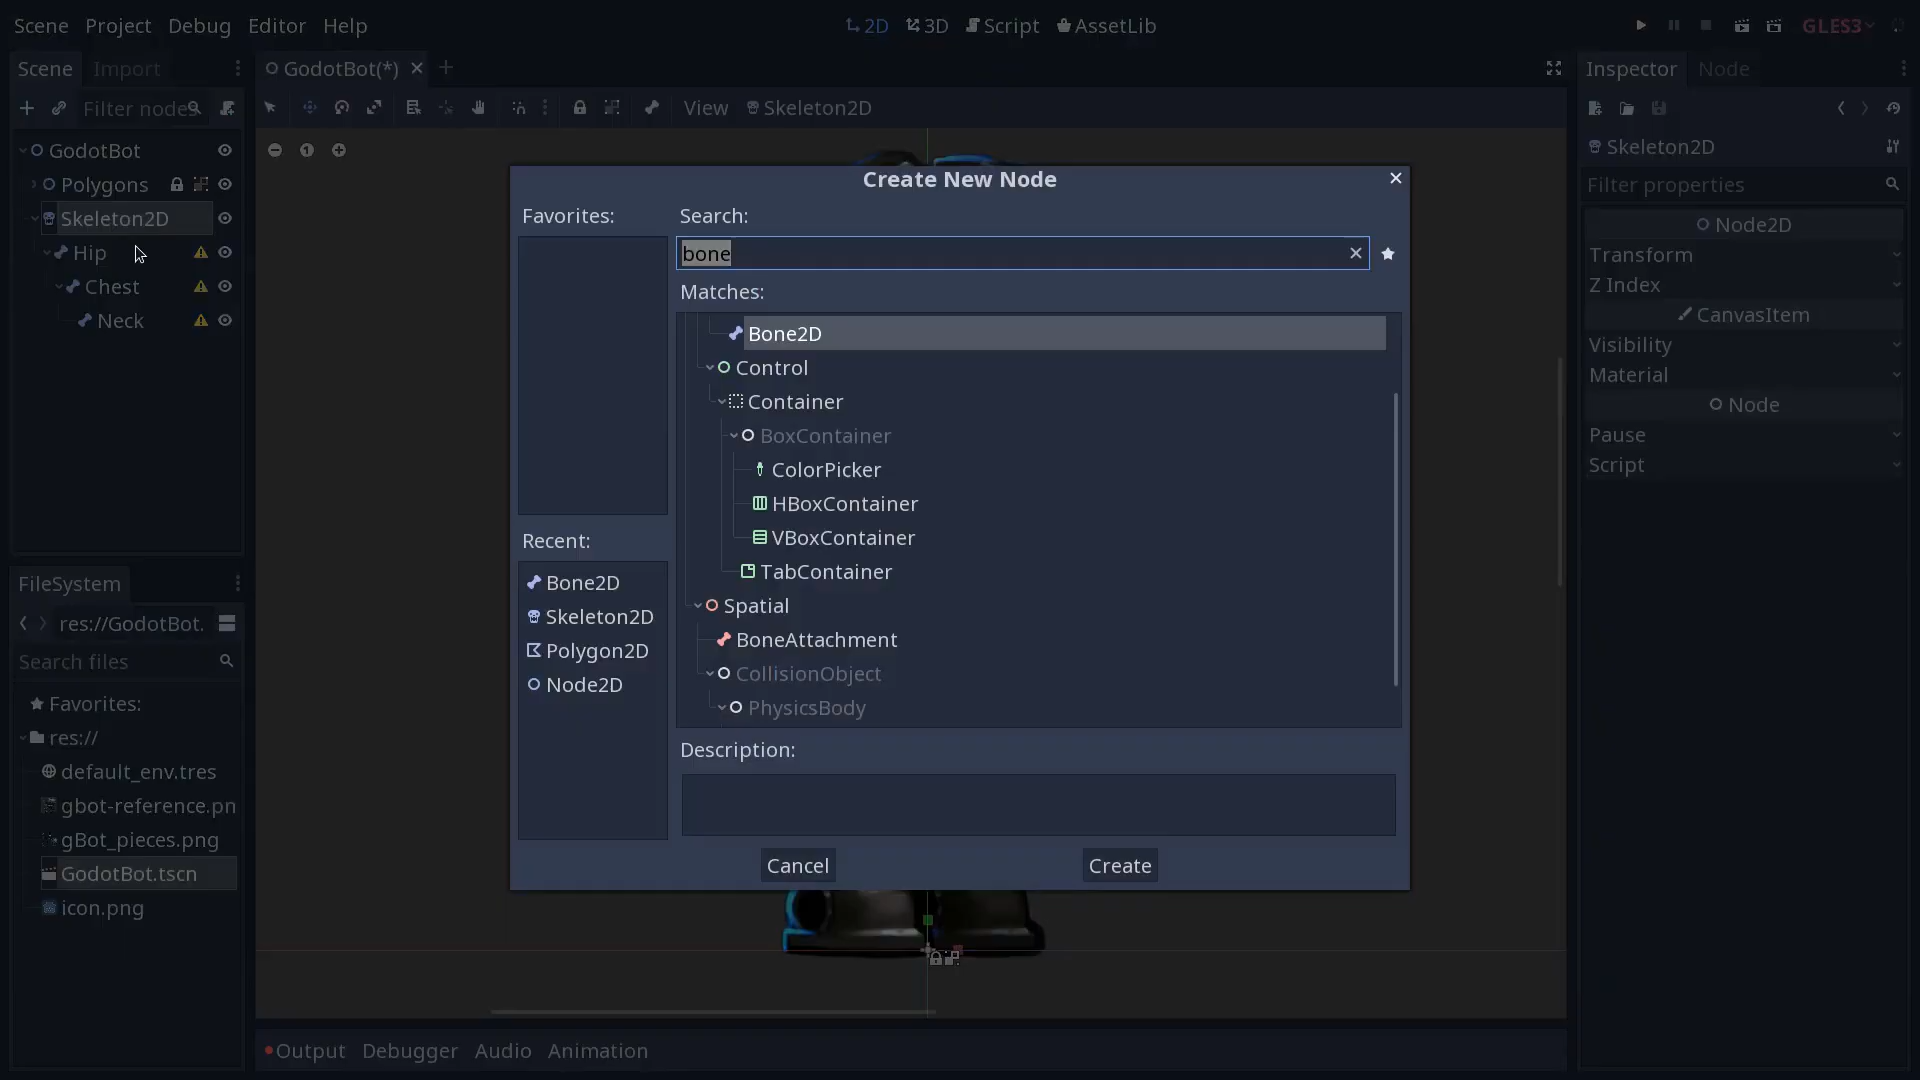 Scene Project Debug Editor Help
2D 3D Script AssetLib
GLES3
Scene Import
GodotBot(*)
Inspector Node
Filter nodes
View Skeleton2D
GodotBot
Polygons
Skeleton2D
Hip
Chest
Neck
Skeleton2D
Filter properties
Node2D
Transform
Z Index
CanvasItem
Visibility
Material
Node
Pause
Script
Create New Node
Favorites:
Search:
bone
Matches:
Bone2D
Control
Container
BoxContainer
ColorPicker
HBoxContainer
VBoxContainer
TabContainer
Spatial
BoneAttachment
CollisionObject
PhysicsBody
Recent:
Bone2D
Skeleton2D
Polygon2D
Node2D
Description:
Cancel Create
FileSystem
res://GodotBot.
Search files
Favorites:
res://
default_env.tres
gbot-reference.pn
gBot_pieces.png
GodotBot.tscn
icon.png
Output Debugger Audio Animation